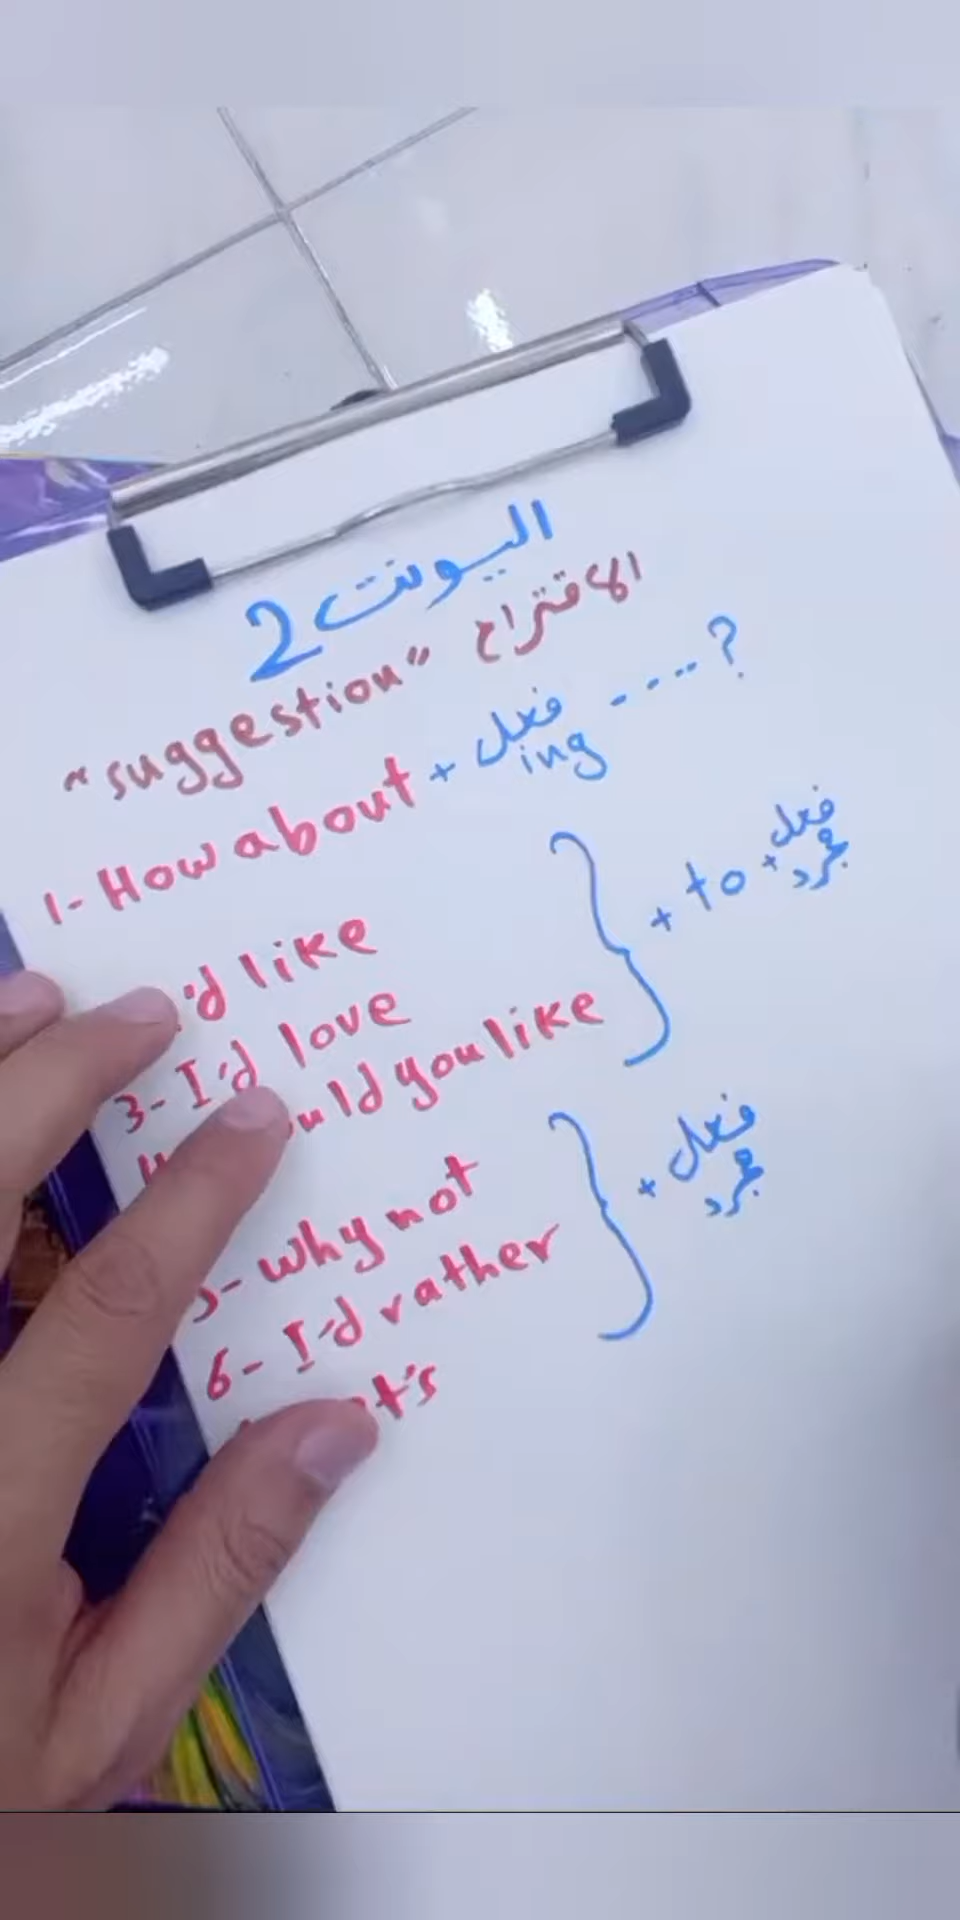 اليونت 2
الاقتراح "suggestion"
1- How about + فعل ing ....?
I'd like
3- I'd love
you like
} + to + فعل مجرد
why not
6- I'd rather
} + فعل مجرد